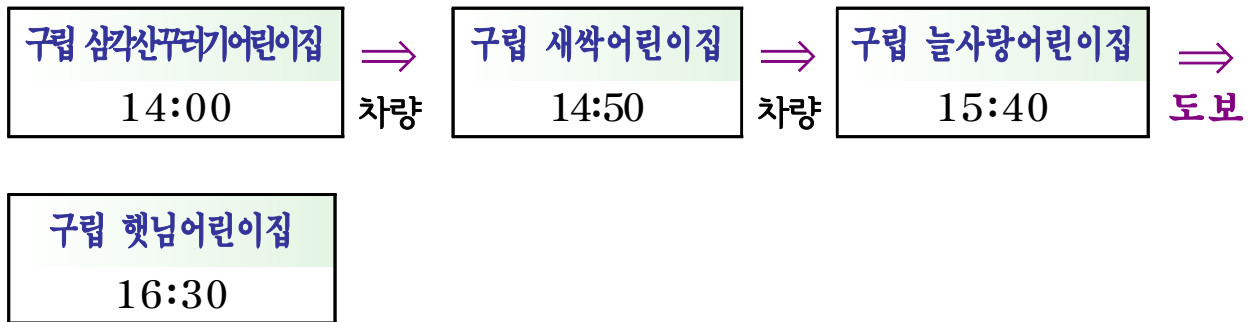 구립 삼각산꾸러기어린이집 ⇒ 구립 새싹어린이집 ⇒ 구립 늘사랑어린이집 ⇒
14:00 차량 14:50 차량 15:40 도보
구립 햇님어린이집
16:30